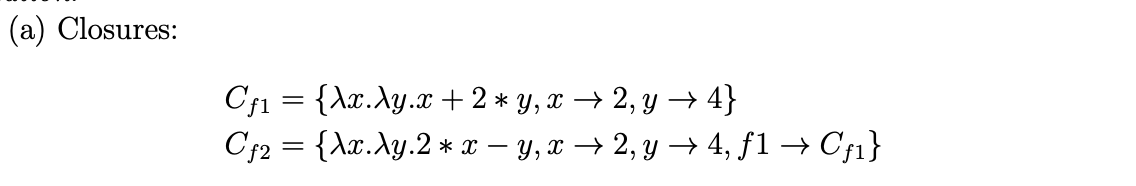 (a) Closures:
C_{f1} = {λx.λy.x + 2 ∗ y, x → 2, y → 4}
C_{f2} = {λx.λy.2 ∗ x − y, x → 2, y → 4, f1 → C_{f1}}